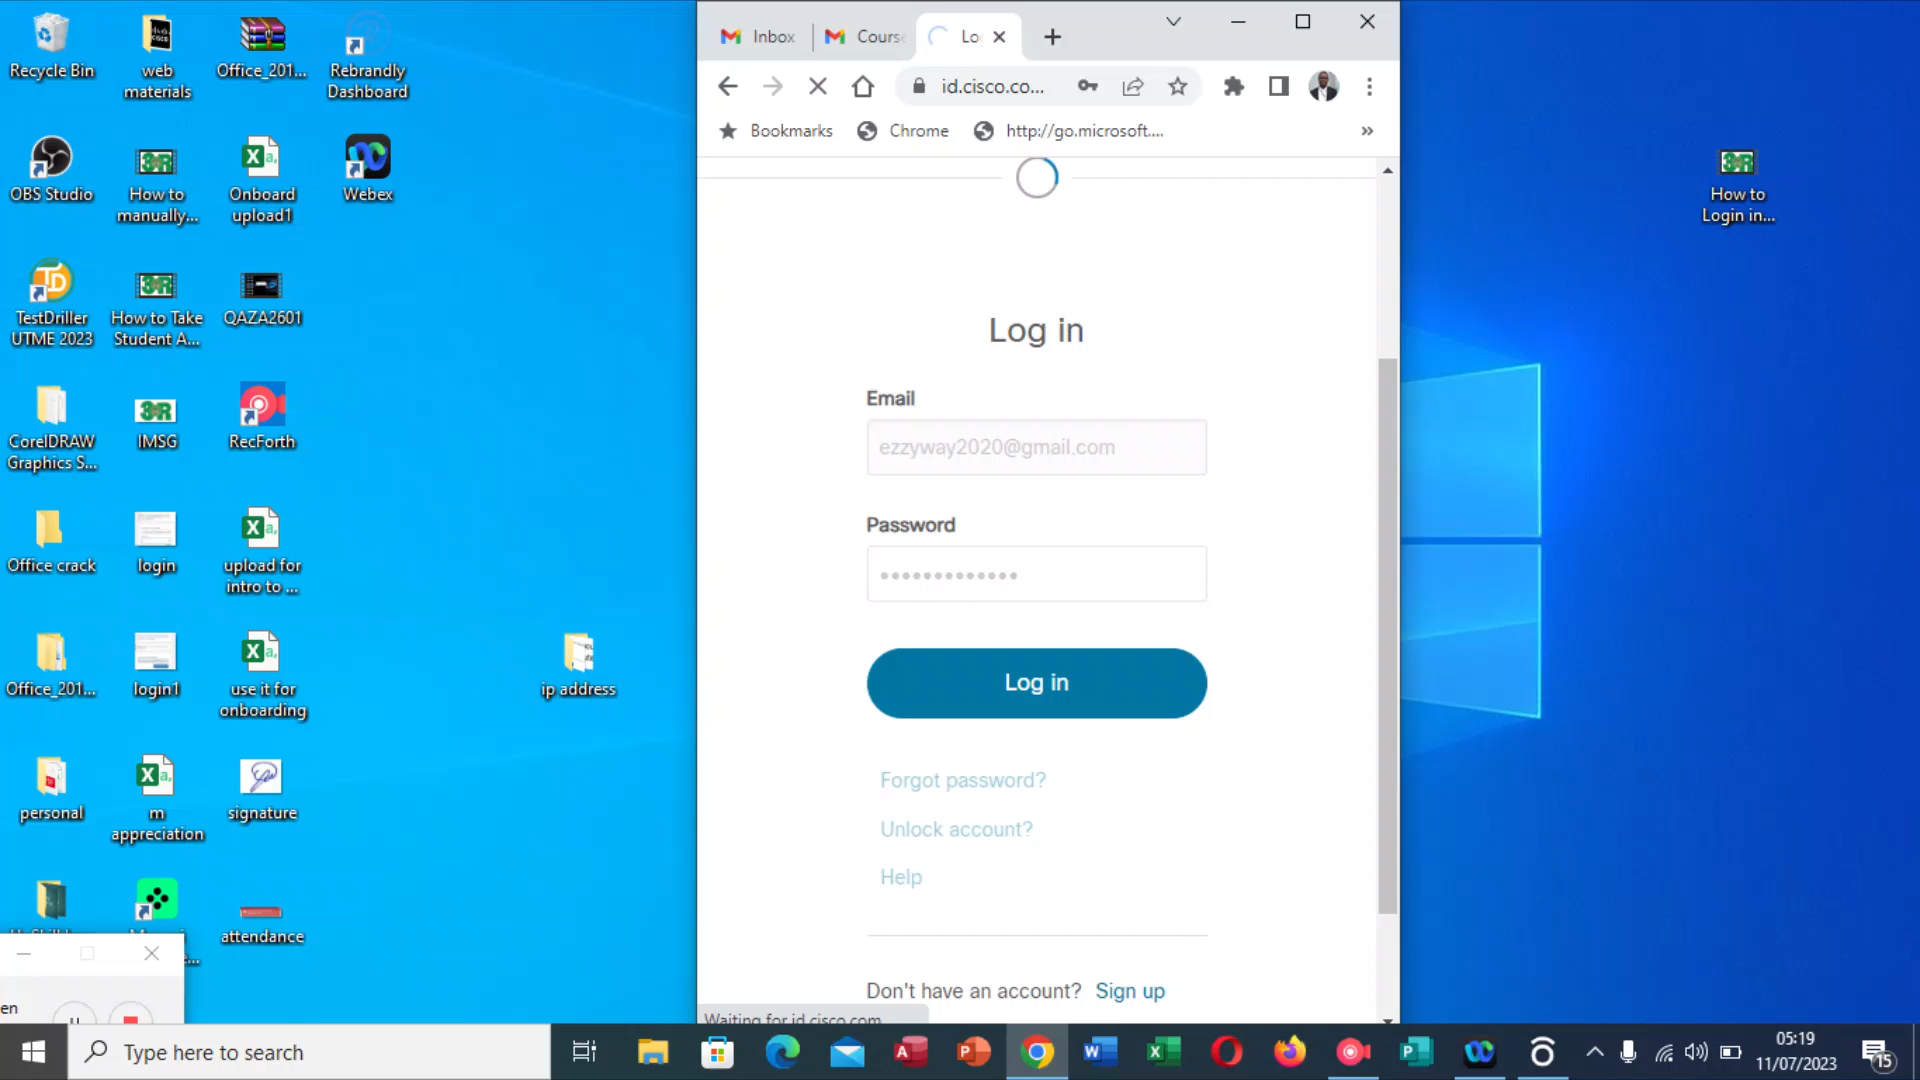 Recycle Bin
web
materials
Office_201...
Rebrandly
Dashboard
OBS Studio
How to
manually...
Onboard
upload1
Webex
TestDriller
UTME 2023
How to Take
Student A...
QAZA2601
CorelDRAW
Graphics S...
IMSG
RecForth
Office crack
login
upload for
intro to ...
Office_201...
login1
use it for
onboarding
personal
m
appreciation
signature
attendance
ip address
How to
Login in...
en
Inbox
Course
Lo
id.cisco.co...
Bookmarks
Chrome
http://go.microsoft....
Log in
Email
ezzyway2020@gmail.com
Password
Log in
Forgot password?
Unlock account?
Help
Don't have an account? Sign up
Waiting for id.cisco.com
Type here to search
05:19
11/07/2023
15